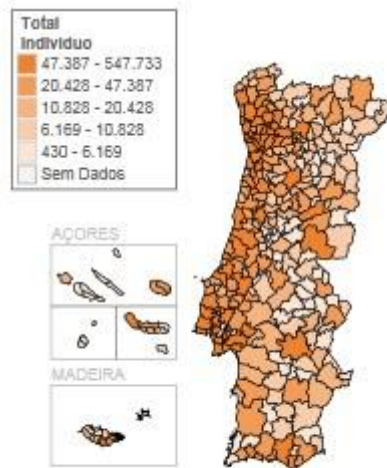 Total
Individuo
47.387 - 547.733
20.428 - 47.387
10.828 - 20.428
6.169 - 10.828
430 - 6.169
Sem Dados
AÇORES
MADEIRA